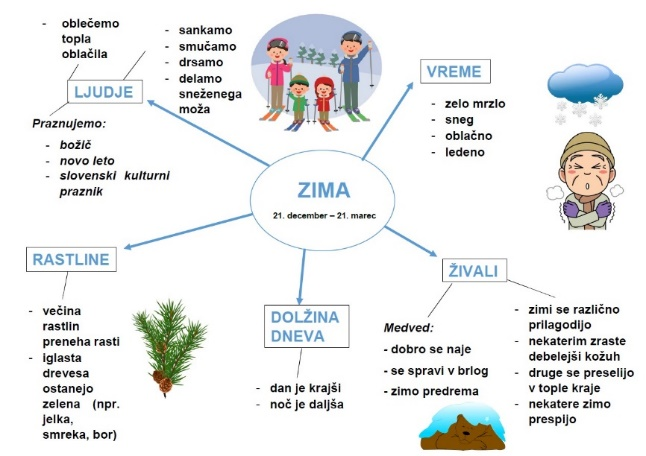 - oblečemo
topla
oblačila
- sankamo
- smučamo
- drsamo
- delamo
sneženega
moža
LJUDJE
Praznujemo:
- božič
- novo leto
- slovenski kulturni
praznik
VREME
- zelo mrzlo
- sneg
- oblačno
- ledeno
ZIMA
21. december – 21. marec
RASTLINE
- večina
rastlin
preneha rasti
- iglasta
drevesa
ostanejo
zelena (npr.
jelka,
smreka, bor)
DOLŽINA
DNEVA
- dan je krajši
- noč je daljša
ŽIVALI
Medved:
- dobro se naje
- se spravi v brlog
- zimo predrema
- zimi se različno
prilagodijo
- nekaterim zraste
debelejši kožuh
- druge se preselijo
v tople kraje
- nekatere zimo
prespijo